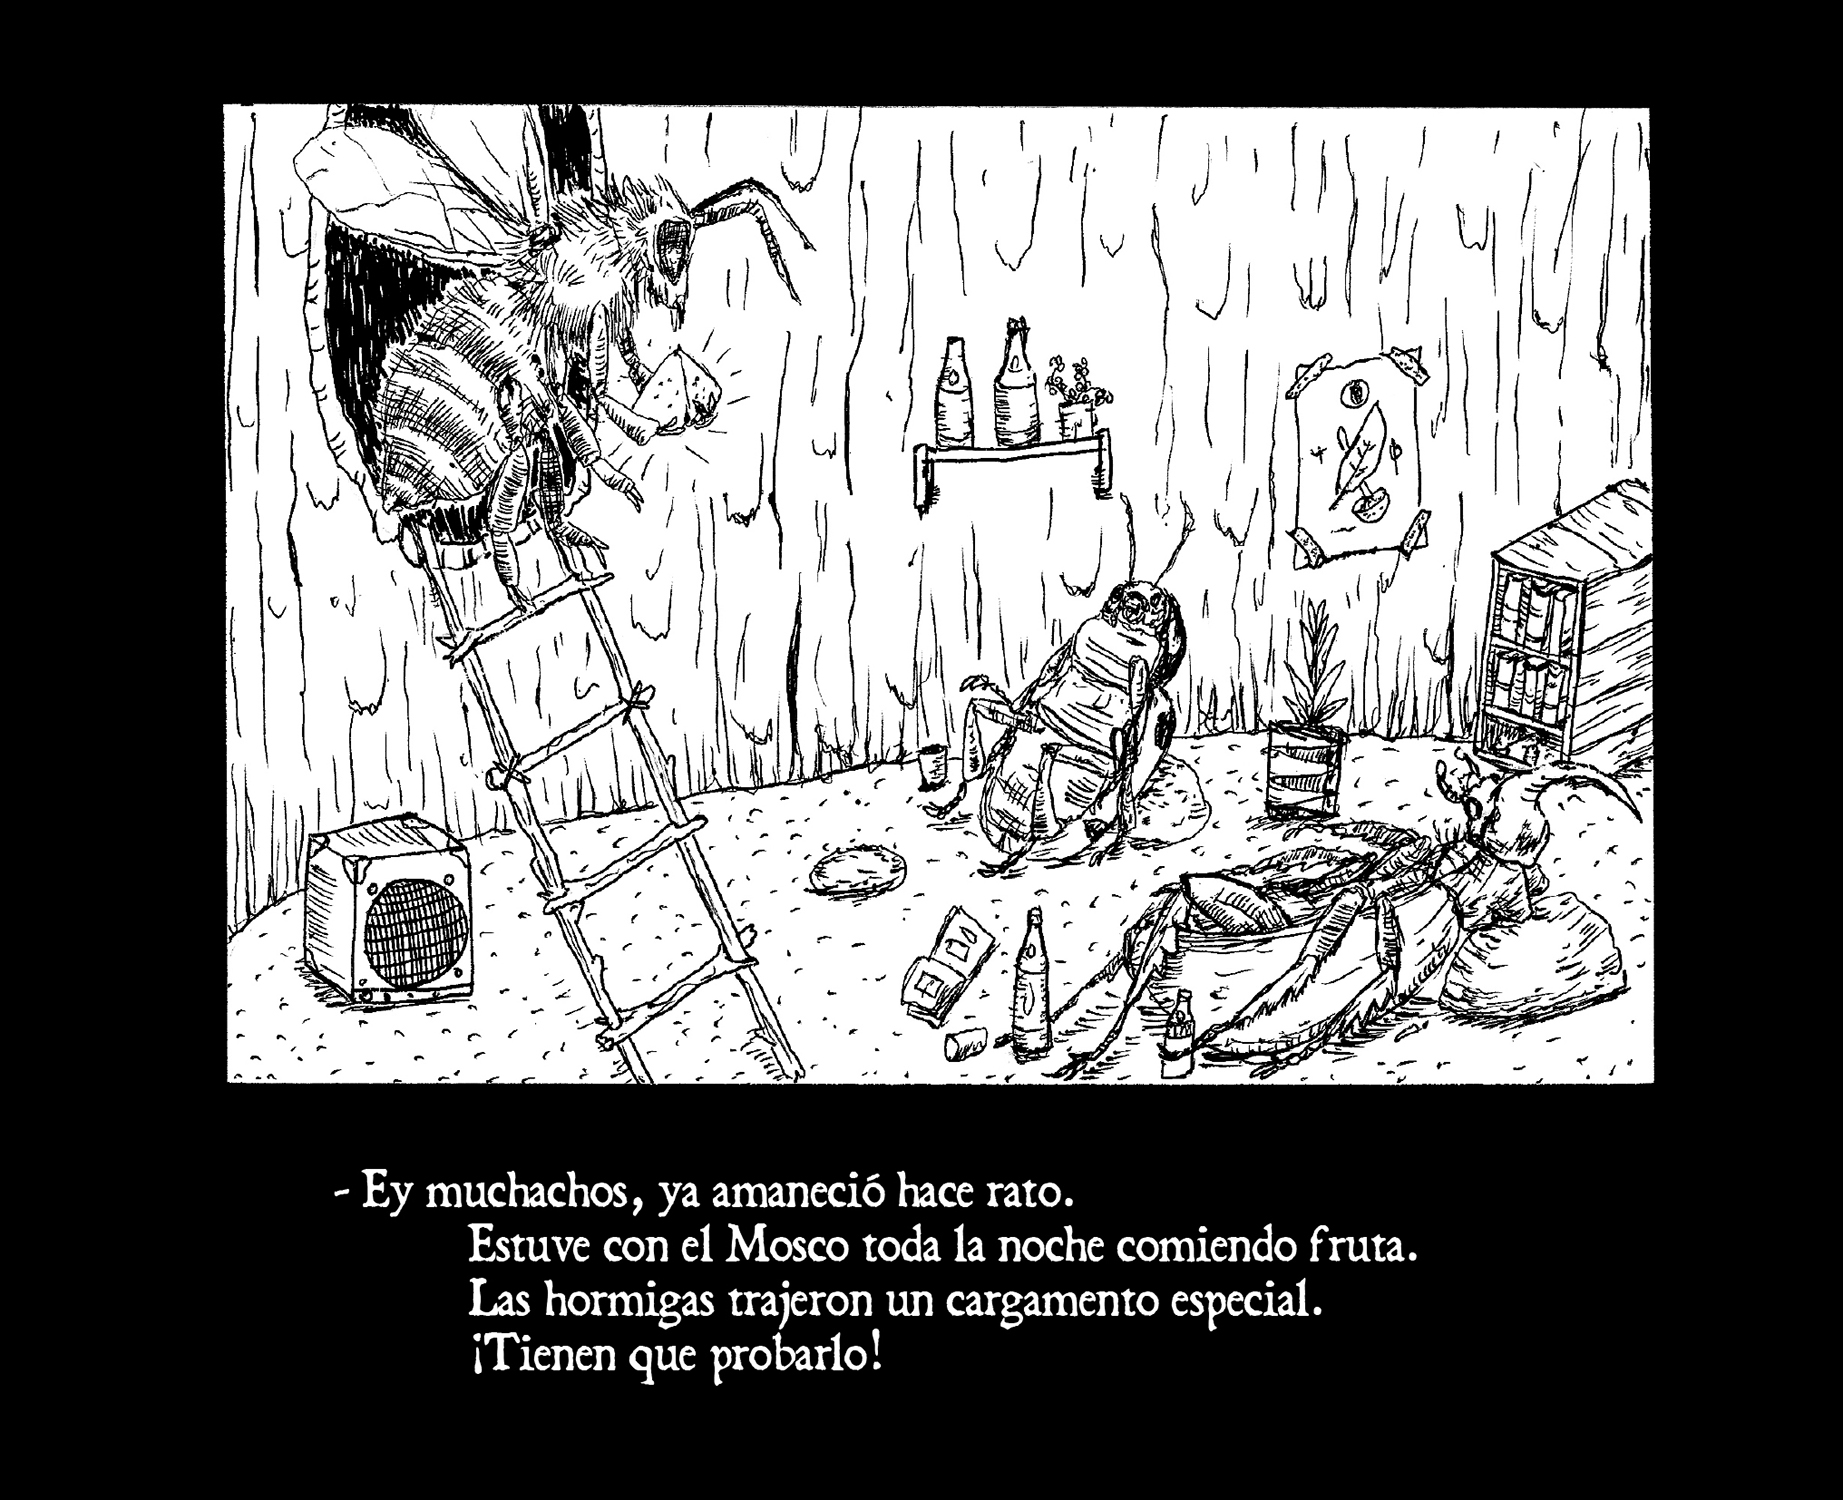 - Ey muchachos, ya amaneció hace rato.
Estuve con el Mosco toda la noche comiendo fruta.
Las hormigas trajeron un cargamento especial.
¡Tienen que probarlo!